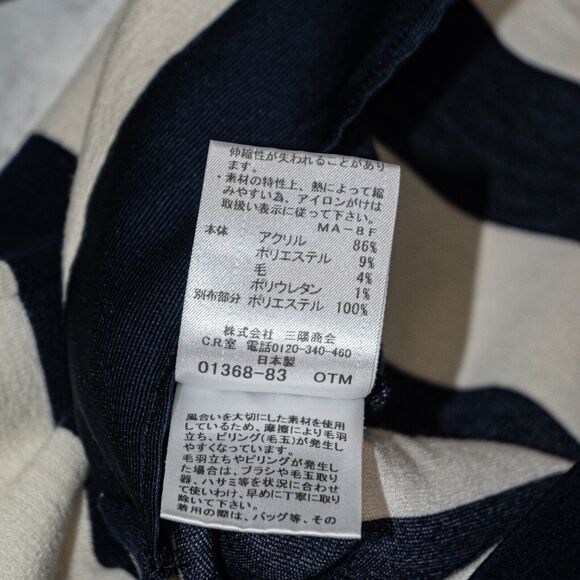 伸縮性が失われることがあり
ます。
・素材の特性上、熱によって縮
みやすい為、アイロンがけは
取扱い表示に従って下さい。
MA-8F
本体 アクリル 86%
ポリエステル 9%
毛 4%
ポリウレタン 1%
別布部分 ポリエステル 100%
株式会社 三陽商会
C.R.室 電話0120-340-460
日本製
01368-83 OTM
風合いを大切にした素材を使用
しているため、摩擦により毛羽
立ち、ピリング(毛玉)が発生し
やすくなっています。
毛羽立ちやピリングが発生し
た場合は、ブラシや毛玉取り
器、ハサミ等を状況に合わせ
て使いわけ、早めに丁寧に取り
除いて下さい。
着用の際は、バッグ等、その